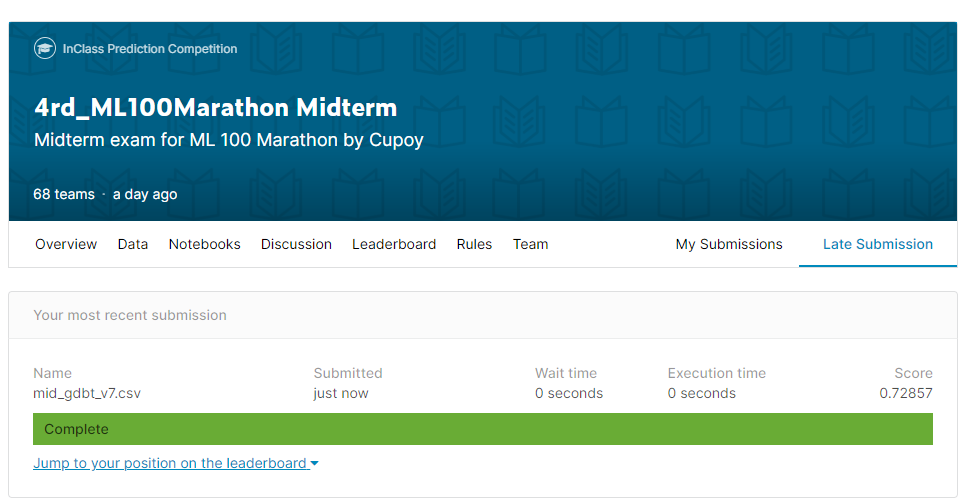 InClass Prediction Competition
4rd_ML100Marathon Midterm
Midterm exam for ML 100 Marathon by Cupoy
68 teams · a day ago
Overview Data Notebooks Discussion Leaderboard Rules Team My Submissions Late Submission
Your most recent submission
Name Submitted Wait time Execution time Score
mid_gdbt_v7.csv just now 0 seconds 0 seconds 0.72857
Complete
Jump to your position on the leaderboard